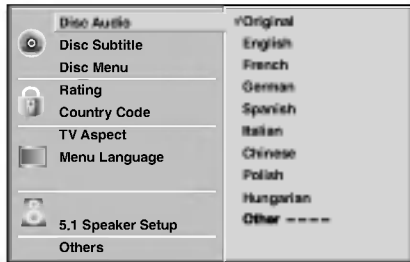 Disc Audio
Disc Subtitle
Disc Menu
Rating
Country Code
TV Aspect
Menu Language
5.1 Speaker Setup
Others
Original
English
French
German
Spanish
Italian
Chinese
Polish
Hungarian
Other ----